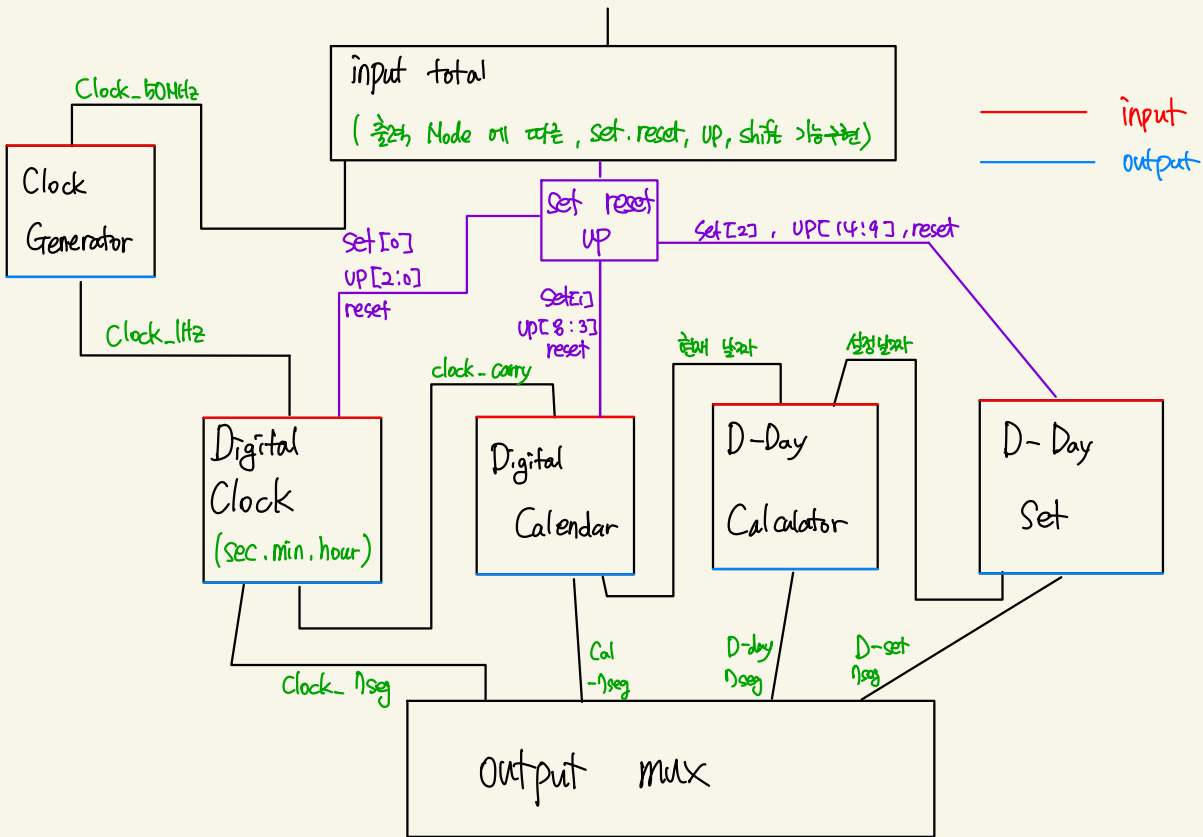 input total
( 출력 Mode 에 따른, set. reset, UP, shift 기능구현)
Clock_50MHz
input
output
Clock
Generator
set reset
UP
set[0]
UP[2:0]
reset
set[1]
UP[8:3]
reset
set[2], UP[14:9], reset
Clock_1Hz
clock_carry
현재 날짜
설정날짜
Digital
Clock
(sec.min.hour)
Digital
Calendar
D-Day
Calculator
D-Day
Set
Clock_7seg
Cal
-7seg
D-day
7seg
D-set
7seg
output mux